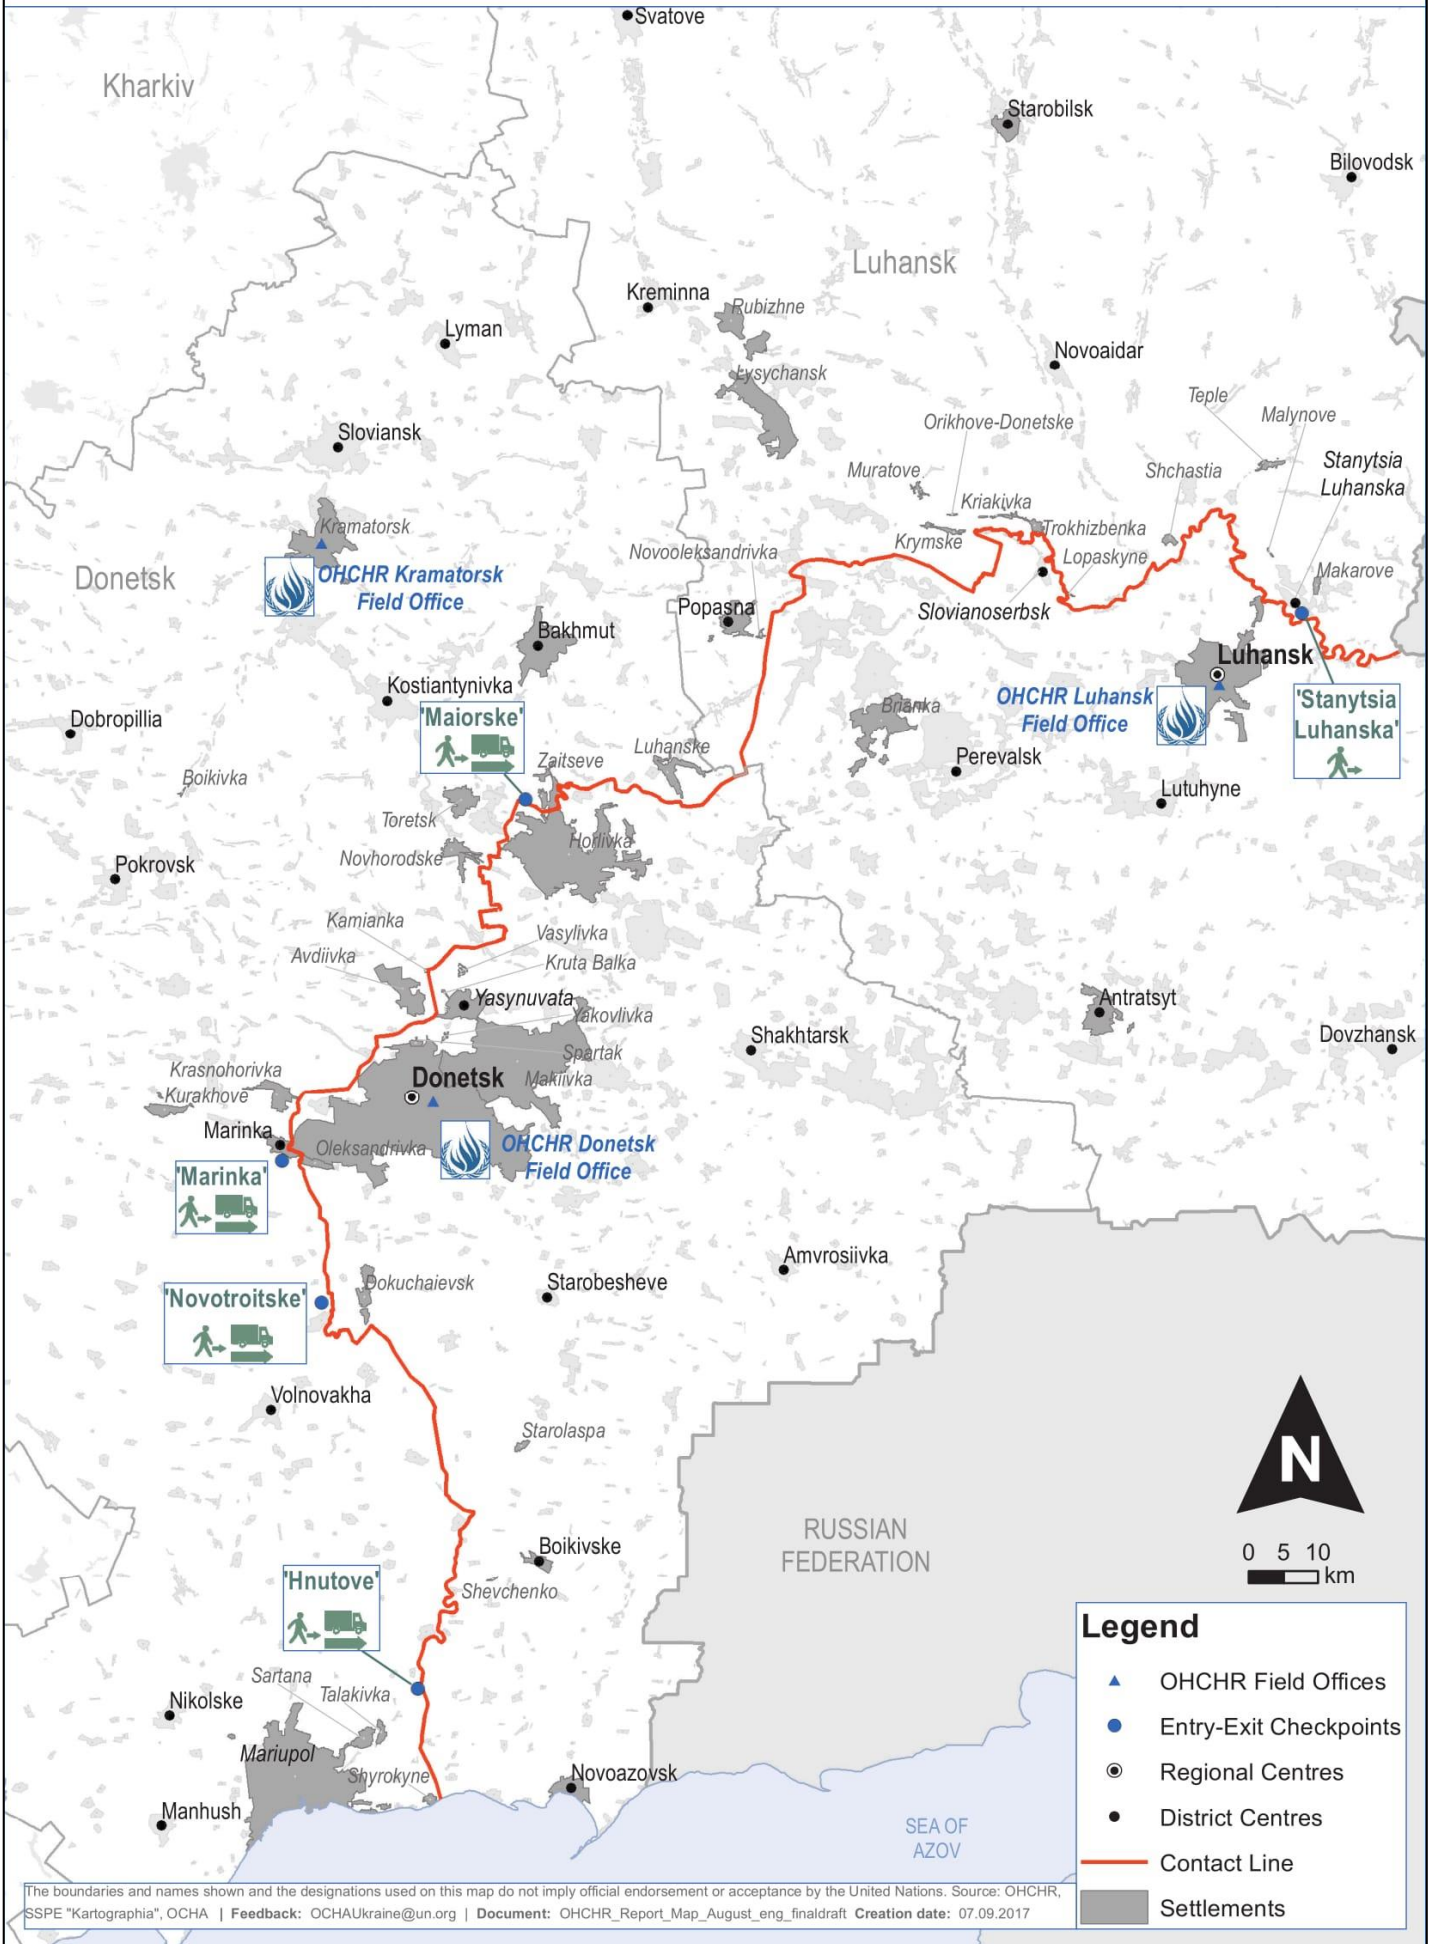 Svatove
Kharkiv
Starobilsk
Bilovodsk
Luhansk
Kreminna
Rubizhne
Lyman
Novoaidar
Lysychansk
Teple
Malynove
Orikhove-Donetske
Sloviansk
Stanytsia
Luhanska
Muratove
Shchastia
Kriakivka
Kramatorsk
Trokhizbenka
Krymske
Novooleksandrivka
Lopaskyne
Makarove
Donetsk
OHCHR Kramatorsk
Field Office
Popasna
Slovianoserbsk
Bakhmut
Luhansk
Kostiantynivka
OHCHR Luhansk
Field Office
'Stanytsia
Luhanska'
Brianka
Dobropillia
'Maiorske'
Luhanske
Zaitseve
Perevalsk
Boikivka
Lutuhyne
Toretsk
Horlivka
Novhorodske
Pokrovsk
Kamianka
Vasylivka
Avdiivka
Kruta Balka
Yasynuvata
Antratsyt
Yakovlivka
Shakhtarsk
Dovzhansk
Spartak
Krasnohorivka
Donetsk
Makiivka
Kurakhove
Marinka
Oleksandrivka
OHCHR Donetsk
Field Office
'Marinka'
Amvrosiivka
Dokuchaievsk
Starobesheve
'Novotroitske'
Volnovakha
Starolaspa
N
RUSSIAN
FEDERATION
Boikivske
0 5 10
km
'Hnutove'
Shevchenko
Legend
Sartana
Talakivka
OHCHR Field Offices
Nikolske
Entry-Exit Checkpoints
Mariupol
Shyrokyne
Novoazovsk
Regional Centres
Manhush
SEA OF
AZOV
District Centres
Contact Line
Settlements
The boundaries and names shown and the designations used on this map do not imply official endorsement or acceptance by the United Nations. Source: OHCHR,
SSPE "Kartographia", OCHA | Feedback: OCHAUkraine@un.org | Document: OHCHR_Report_Map_August_eng_finaldraft Creation date: 07.09.2017